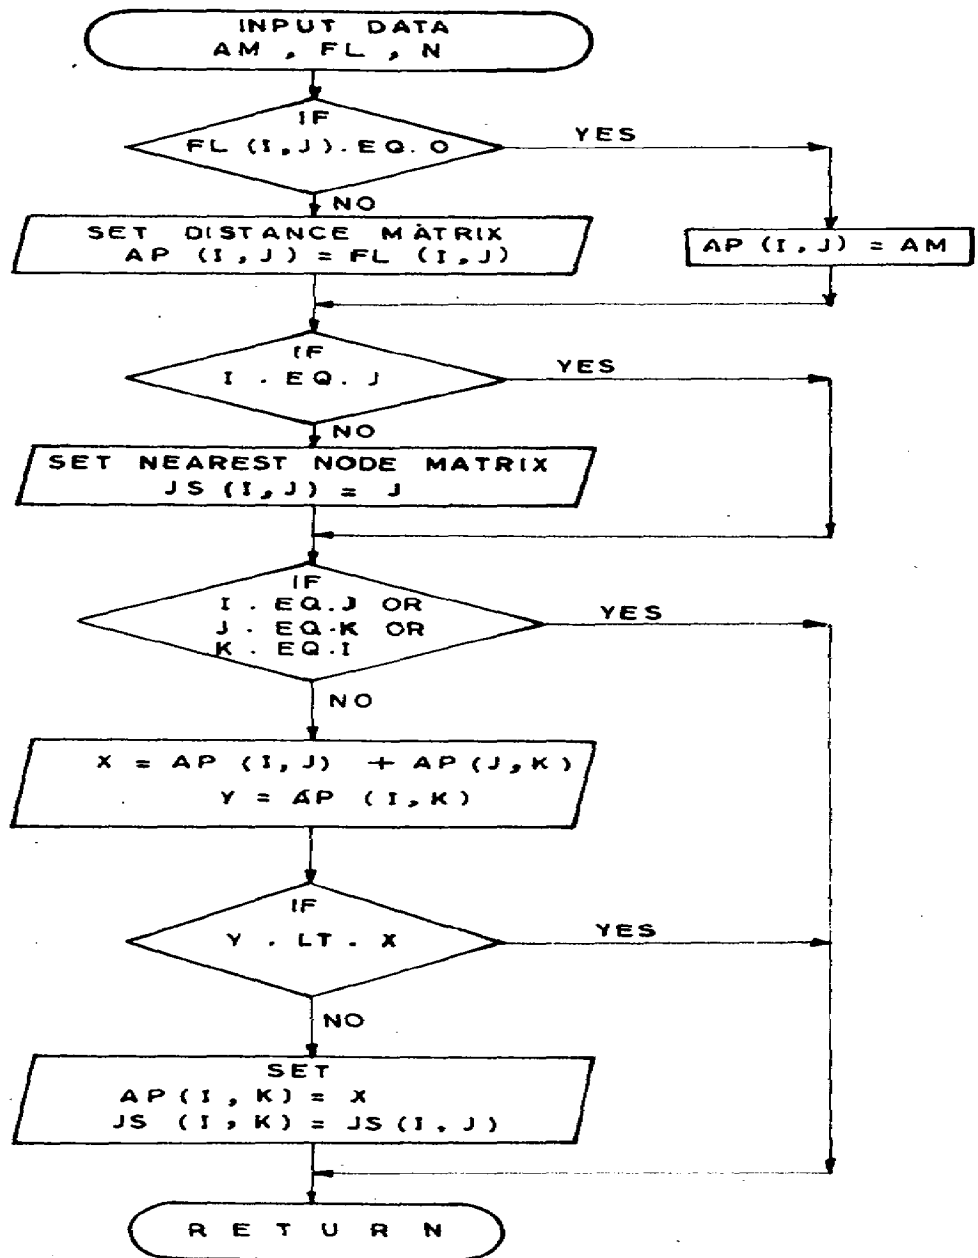 INPUT DATA
AM , FL , N
IF
FL (I,J).EQ.O
YES
NO
SET DISTANCE MATRIX
AP (I,J) = FL (I,J)
AP (I,J) = AM
IF
I . EQ. J
YES
NO
SET NEAREST NODE MATRIX
JS (I,J) = J
IF
I . EQ.J OR
J . EQ.K OR
K . EQ.I
YES
NO
X = AP (I,J) + AP(J,K)
Y = AP (I,K)
IF
Y . LT . X
YES
NO
SET
AP(I,K) = X
JS (I,K) = JS(I.J)
RETURN